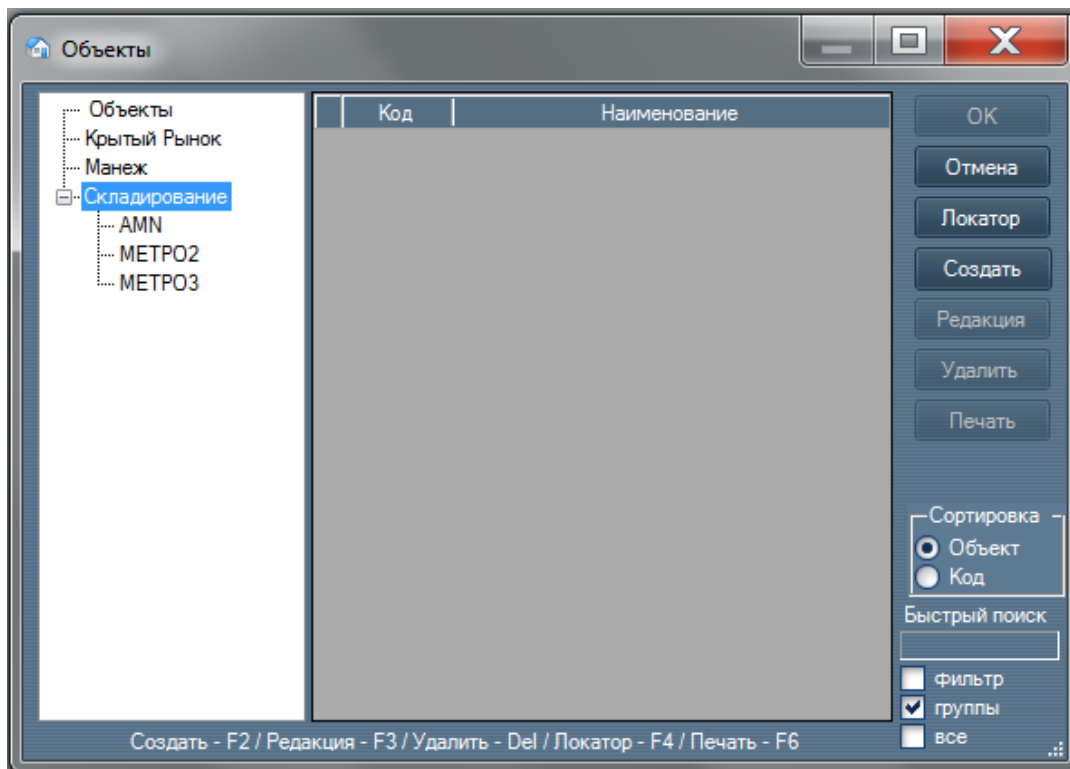 Объекты
Объекты
Крытый Рынок
Манеж
Складирование
AMN
МЕТРО2
МЕТРО3
Код Наименование
ОК
Отмена
Локатор
Создать
Редакция
Удалить
Печать
Сортировка
Объект
Код
Быстрый поиск
фильтр
группы
все
Создать - F2 / Редакция - F3 / Удалить - Del / Локатор - F4 / Печать - F6